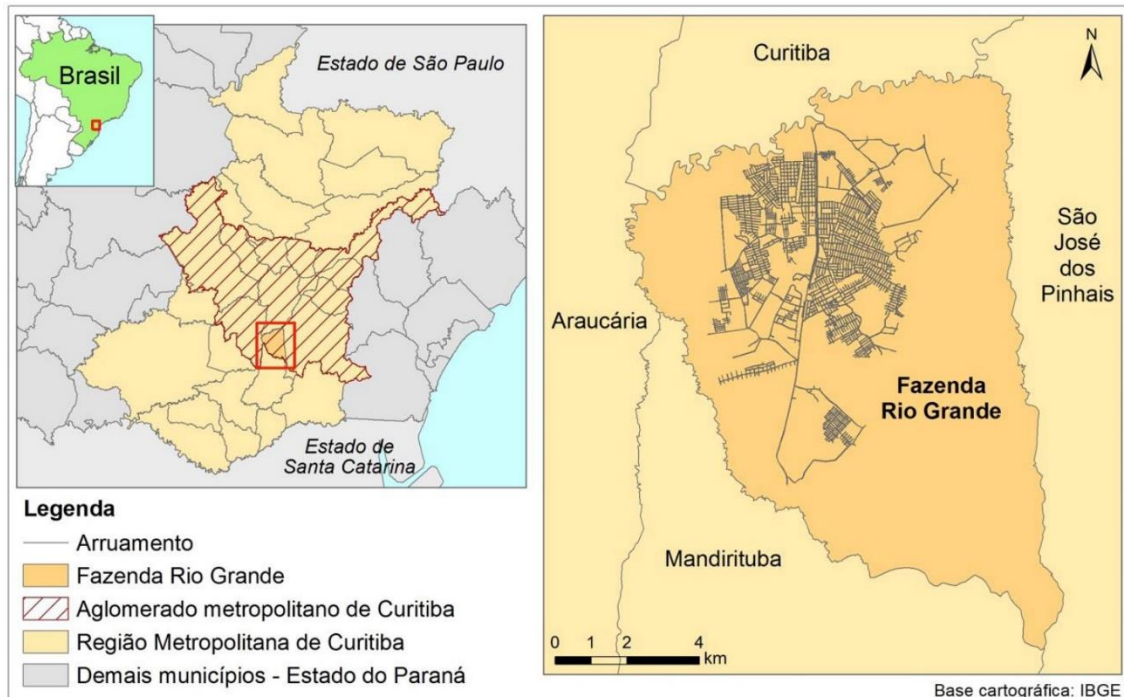 Brasil
Estado de São Paulo
Estado de
Santa Catarina
Legenda
Arruamento
Fazenda Rio Grande
Aglomerado metropolitano de Curitiba
Região Metropolitana de Curitiba
Demais municípios - Estado do Paraná
Curitiba
N
São
José
dos
Pinhais
Araucária
Fazenda
Rio Grande
Mandirituba
0 1 2 4
km
Base cartográfica: IBGE